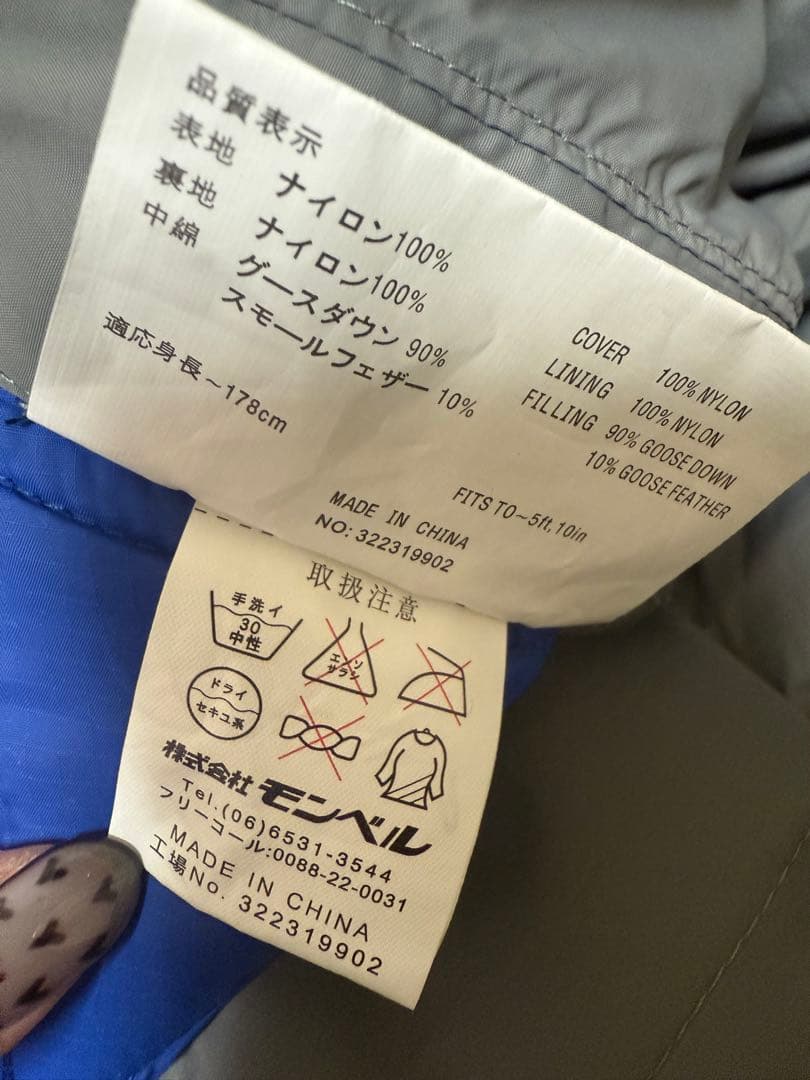 品質表示
表地 ナイロン100%
裏地 ナイロン100%
中綿 グースダウン 90%
スモールフェザー 10%
適応身長～178cm
COVER 100% NYLON
LINING 100% NYLON
FILLING 90% GOOSE DOWN
10% GOOSE FEATHER
FITS TO～5ft,10in
MADE IN CHINA
NO: 322319902
取扱注意
手洗イ
30
中性
エンソ
サラシ
ドライ
セキユ系
株式会社 モンベル
Tel.(06)6531-3544
フリーコール:0088-22-0031
MADE IN CHINA
工場No. 322319902